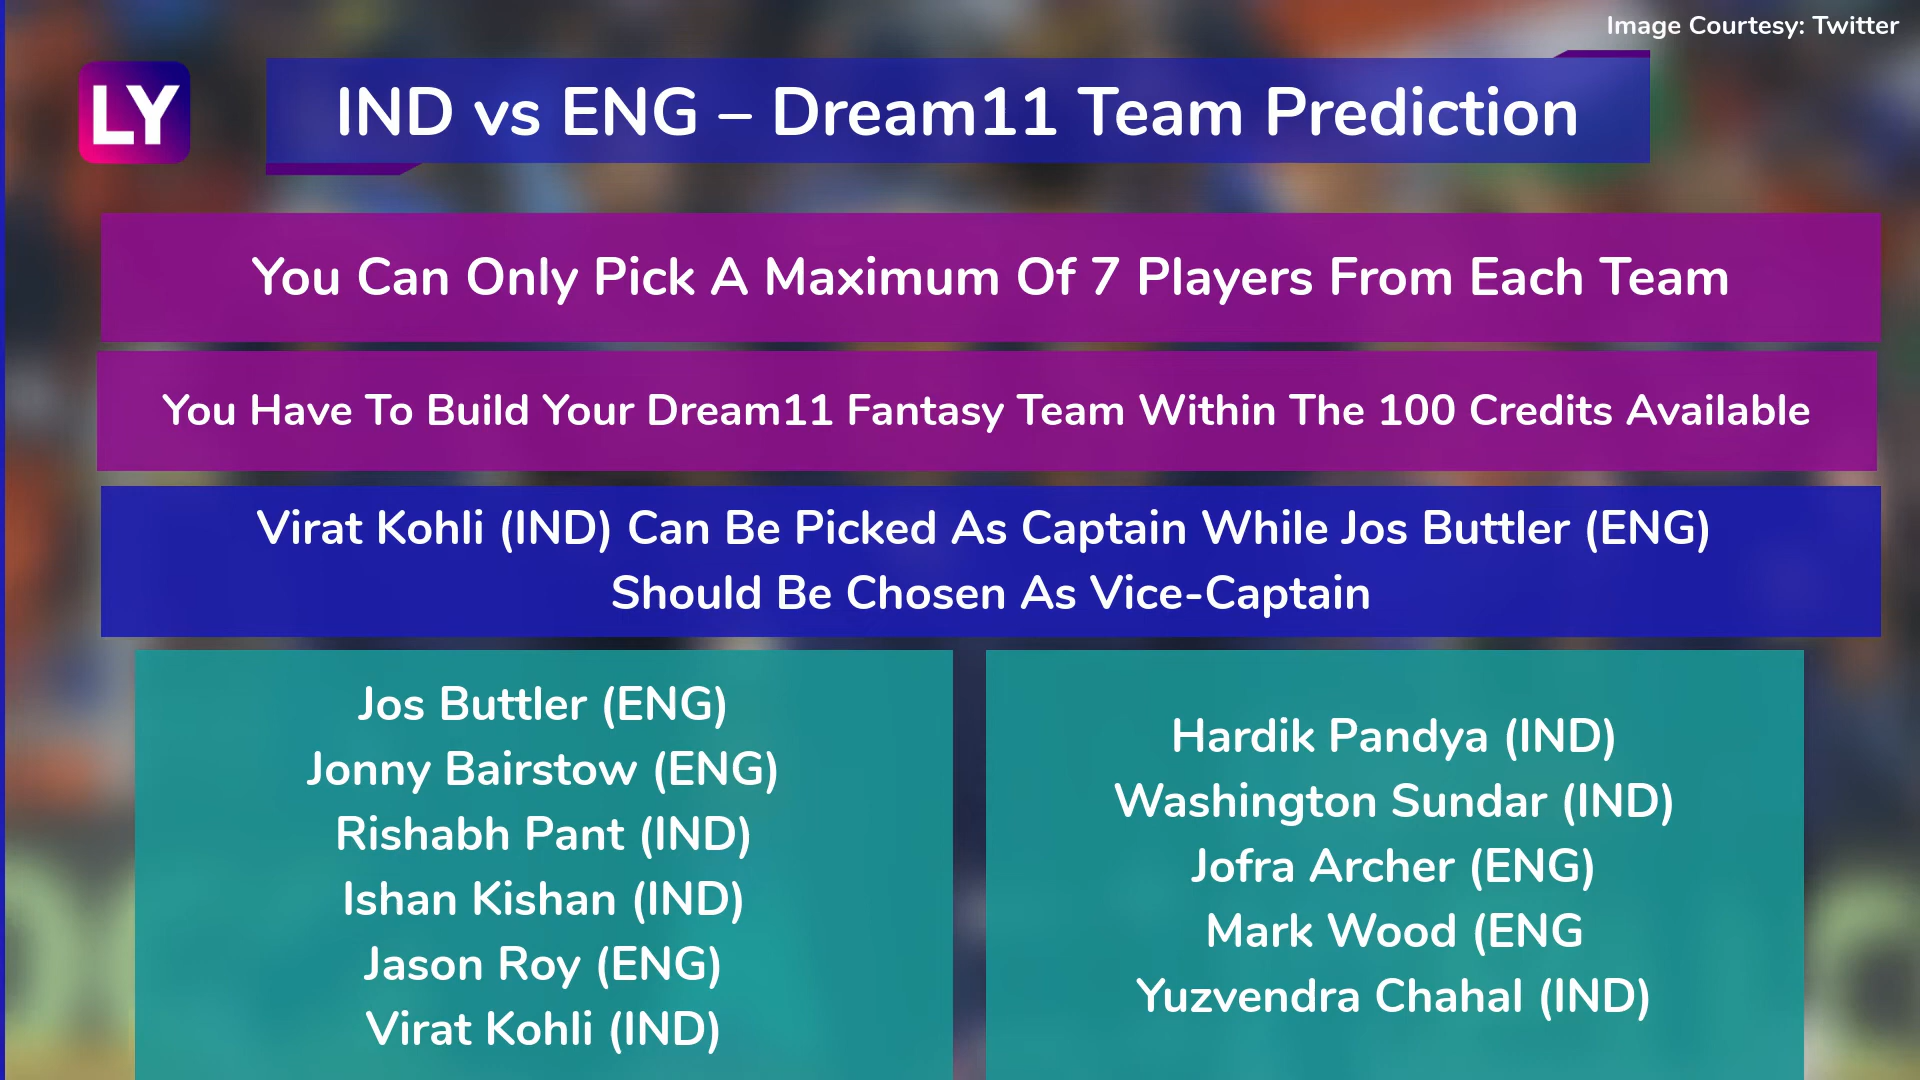 Image Courtesy: Twitter
LY
IND vs ENG – Dream11 Team Prediction
You Can Only Pick A Maximum Of 7 Players From Each Team
You Have To Build Your Dream11 Fantasy Team Within The 100 Credits Available
Virat Kohli (IND) Can Be Picked As Captain While Jos Buttler (ENG)
Should Be Chosen As Vice-Captain
Jos Buttler (ENG)
Jonny Bairstow (ENG)
Rishabh Pant (IND)
Ishan Kishan (IND)
Jason Roy (ENG)
Virat Kohli (IND)
Hardik Pandya (IND)
Washington Sundar (IND)
Jofra Archer (ENG)
Mark Wood (ENG
Yuzvendra Chahal (IND)